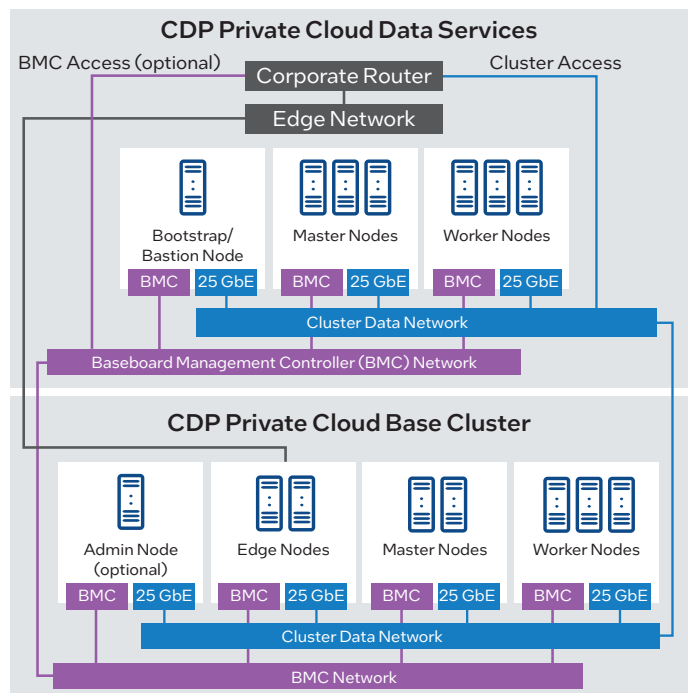 CDP Private Cloud Data Services
BMC Access (optional)
Corporate Router
Cluster Access
Edge Network
Bootstrap/
Bastion Node
Master Nodes
Worker Nodes
BMC
25 GbE
BMC
25 GbE
BMC
25 GbE
Cluster Data Network
Baseboard Management Controller (BMC) Network
CDP Private Cloud Base Cluster
Admin Node
(optional)
Edge Nodes
Master Nodes
Worker Nodes
BMC
25 GbE
BMC
25 GbE
BMC
25 GbE
BMC
25 GbE
Cluster Data Network
BMC Network